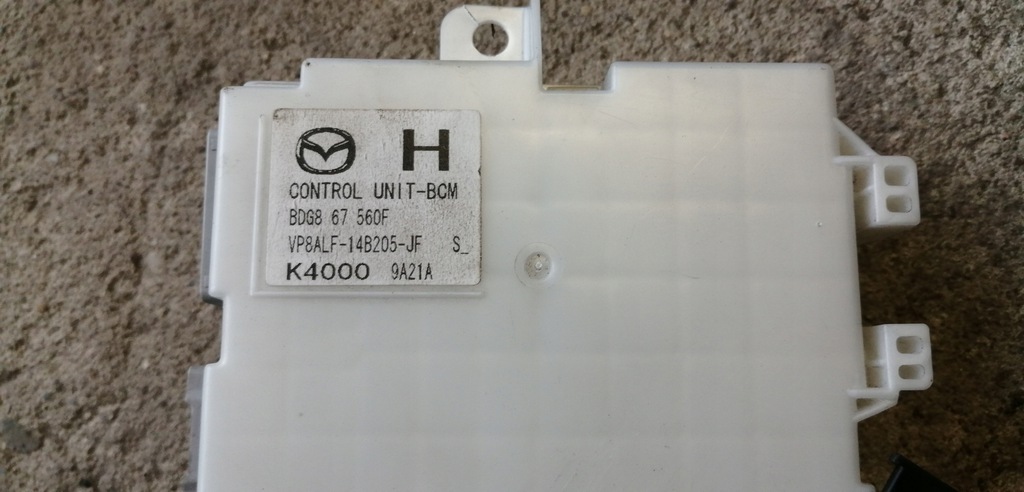 H
CONTROL UNIT-BCM
BDG8 67 560F
VP8ALF-14B205-JF S_
K4000 9A21A